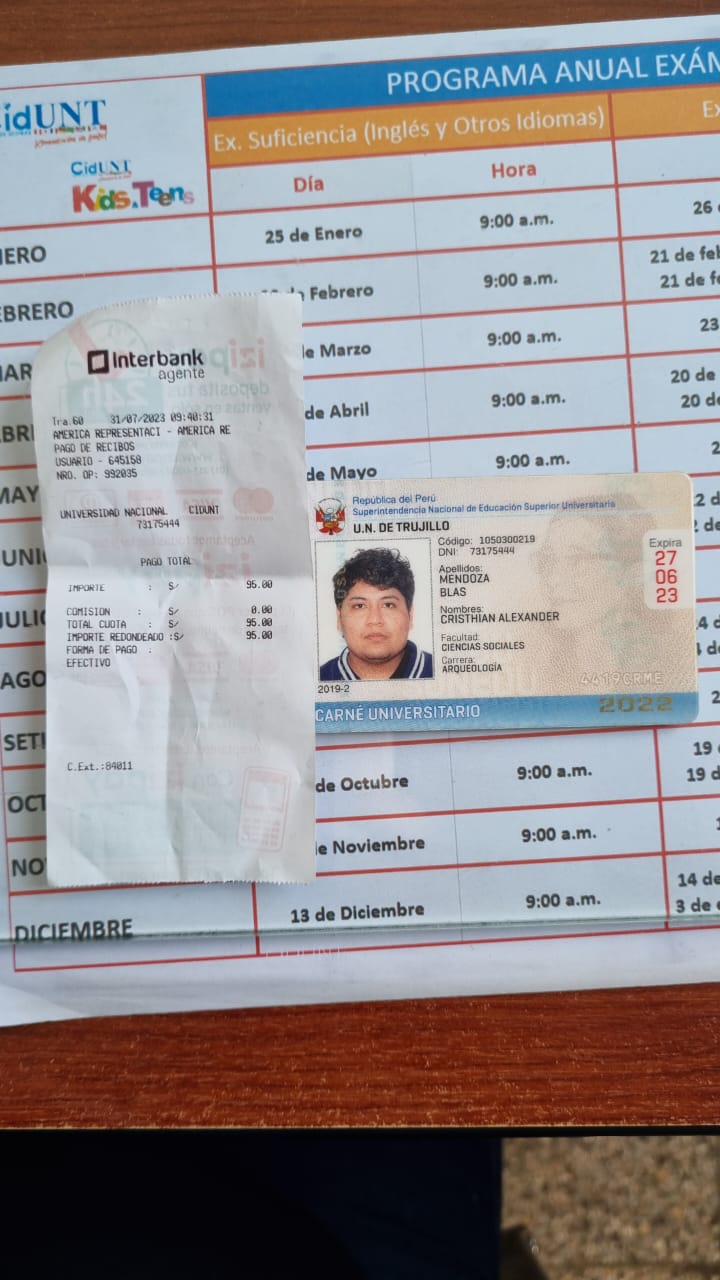 CidUNT
CidUNT
Kids & Teens
PROGRAMA ANUAL
Ex. Suficiencia (Inglés y Otros Idiomas)
Día
Hora
25 de Enero
9:00 a.m.
26
Febrero
9:00 a.m.
21 de
21 de
de Marzo
9:00 a.m.
23
de Abril
9:00 a.m.
20 de
20 de
de Mayo
9:00 a.m.
de Octubre
9:00 a.m.
19
19
de Noviembre
9:00 a.m.
DICIEMBRE
13 de Diciembre
9:00 a.m.
14 de
3 de
Interbank
agente
Tra.60 31/07/2023 09:40:31
AMERICA REPRESENTACI - AMERICA RE
PAGO DE RECIBOS
USUARIO - 645158
NRO. OP: 992035
UNIVERSIDAD NACIONAL CIDUNT
73175444
PAGO TOTAL
IMPORTE : S/ 95.00
COMISION : S/ 0.00
TOTAL CUOTA : S/ 95.00
IMPORTE REDONDEADO :S/ 95.00
FORMA DE PAGO :
EFECTIVO
C.Ext.:84011
República del Perú
Superintendencia Nacional de Educación Superior Universitaria
U.N. DE TRUJILLO
Código: 1050300219
DNI: 73175444
Apellidos:
MENDOZA
BLAS
Nombres:
CRISTHIAN ALEXANDER
Facultad:
CIENCIAS SOCIALES
Carrera:
ARQUEOLOGÍA
Expira
27
06
23
2019-2
4419CRME
CARNÉ UNIVERSITARIO
2022